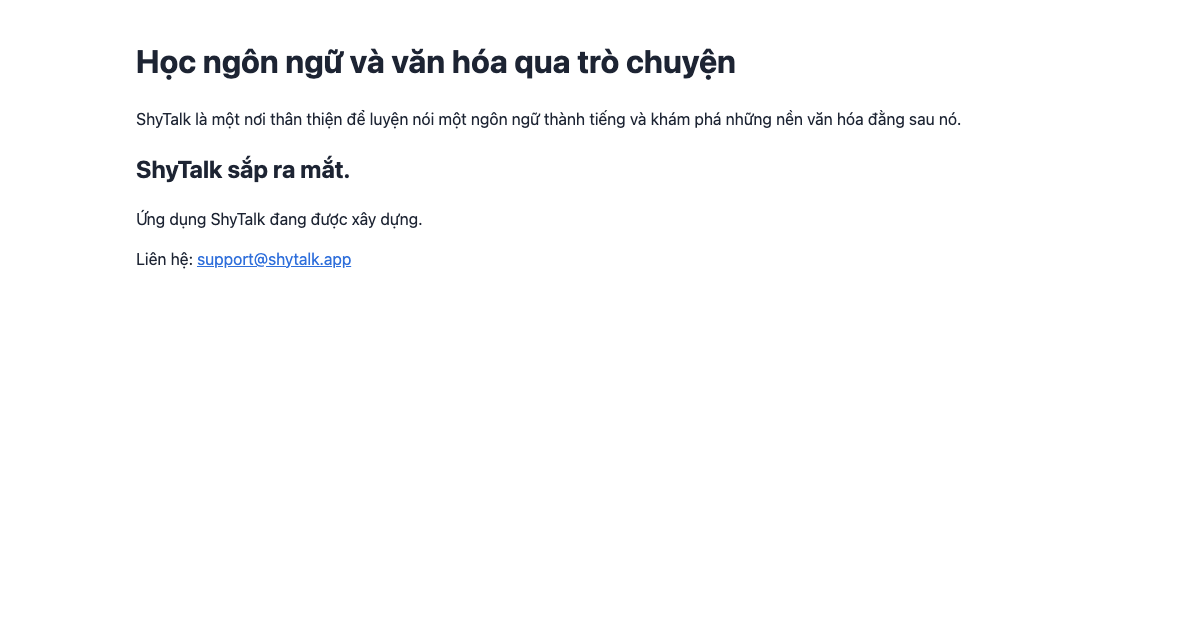 Học ngôn ngữ và văn hóa qua trò chuyện
ShyTalk là một nơi thân thiện để luyện nói một ngôn ngữ thành tiếng và khám phá những nền văn hóa đằng sau nó.
ShyTalk sắp ra mắt.
Ứng dụng ShyTalk đang được xây dựng.
Liên hệ: support@shytalk.app